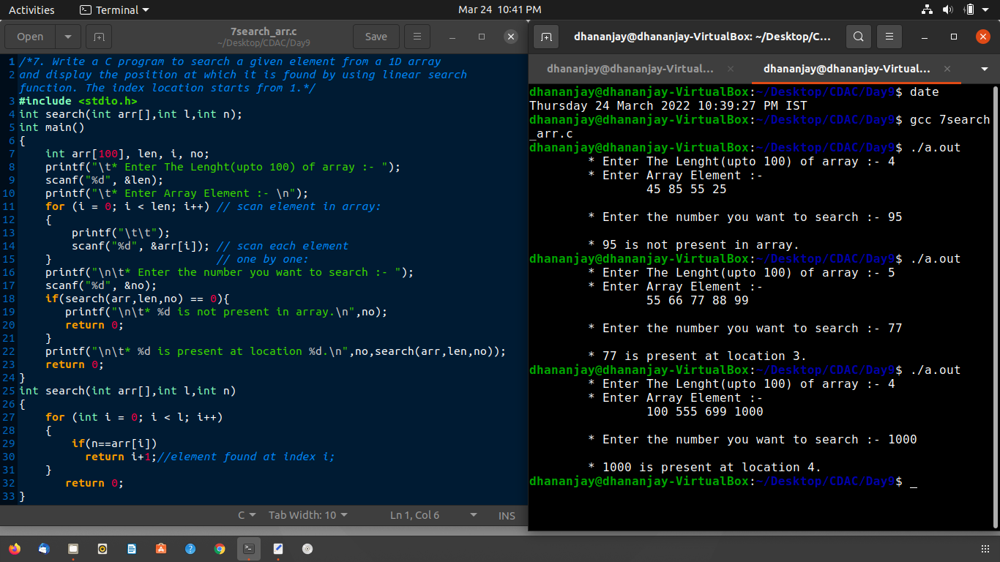 Activities
Terminal
Mar 24 10:41 PM
Open
7search_arr.c
~/Desktop/CDAC/Day9
Save
1 /*7. Write a C program to search a given element from a 1D array
2 and display the position at which it is found by using linear search
function. The index location starts from 1.*/
3 #include <stdio.h>
4 int search(int arr[],int l,int n);
5 int main()
6 {
7     int arr[100], len, i, no;
8     printf("\t* Enter The Lenght(upto 100) of array :- ");
9     scanf("%d", &len);
10     printf("\t* Enter Array Element :- \n");
11     for (i = 0; i < len; i++) // scan element in array:
12     {
13         printf("\t\t");
14         scanf("%d", &arr[i]); // scan each element
15     }                         // one by one:
16     printf("\n\t* Enter the number you want to search :- ");
17     scanf("%d", &no);
18     if(search(arr,len,no) == 0){
19        printf("\n\t* %d is not present in array.\n",no);
20        return 0;
21     }
22     printf("\n\t* %d is present at location %d.\n",no,search(arr,len,no));
23     return 0;
24 }
25 int search(int arr[],int l,int n)
26 {
27     for (int i = 0; i < l; i++)
28     {
29         if(n==arr[i])
30           return i+1;//element found at index i;
31     }
32        return 0;
33 }
C
Tab Width: 10
Ln 1, Col 6
INS
dhananjay@dhananjay-VirtualBox: ~/Desktop/C...
dhananjay@dhananjay-Virtual...
dhananjay@dhananjay-Virtual...
dhananjay@dhananjay-VirtualBox:~/Desktop/CDAC/Day9$ date
Thursday 24 March 2022 10:39:27 PM IST
dhananjay@dhananjay-VirtualBox:~/Desktop/CDAC/Day9$ gcc 7search
_arr.c
dhananjay@dhananjay-VirtualBox:~/Desktop/CDAC/Day9$ ./a.out
* Enter The Lenght(upto 100) of array :- 4
* Enter Array Element :-
45 85 55 25
* Enter the number you want to search :- 95
* 95 is not present in array.
dhananjay@dhananjay-VirtualBox:~/Desktop/CDAC/Day9$ ./a.out
* Enter The Lenght(upto 100) of array :- 5
* Enter Array Element :-
55 66 77 88 99
* Enter the number you want to search :- 77
* 77 is present at location 3.
dhananjay@dhananjay-VirtualBox:~/Desktop/CDAC/Day9$ ./a.out
* Enter The Lenght(upto 100) of array :- 4
* Enter Array Element :-
100 555 699 1000
* Enter the number you want to search :- 1000
* 1000 is present at location 4.
dhananjay@dhananjay-VirtualBox:~/Desktop/CDAC/Day9$ _